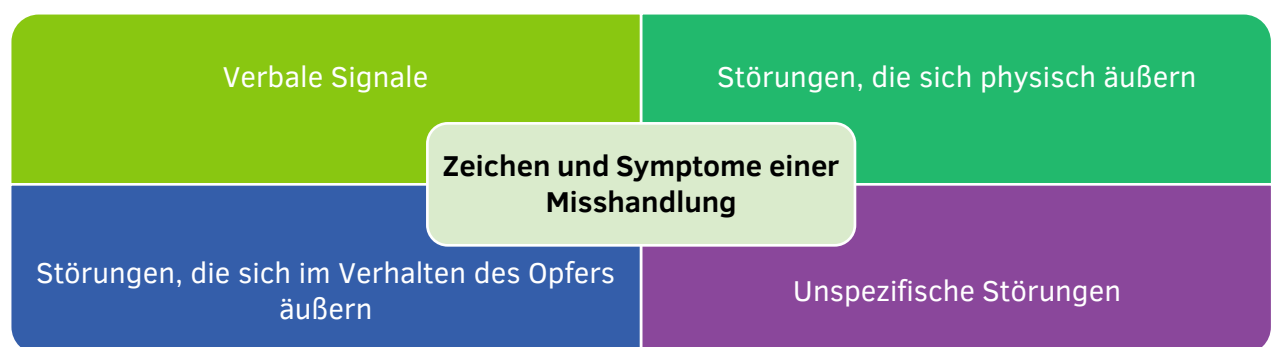 Verbale Signale
Störungen, die sich physisch äußern
Zeichen und Symptome einer
Misshandlung
Störungen, die sich im Verhalten des Opfers
äußern
Unspezifische Störungen